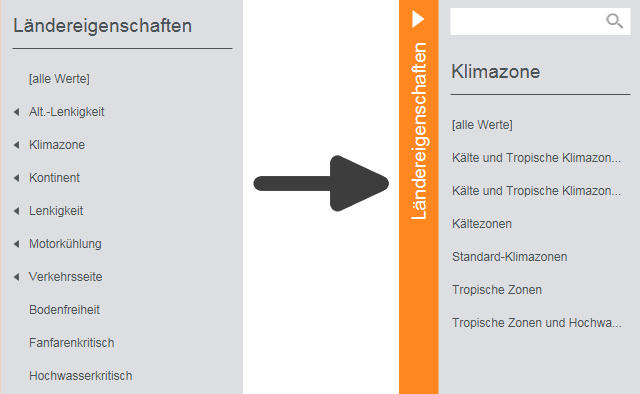 Ländereigenschaften
[alle Werte]
Alt.-Lenkigkeit
Klimazone
Kontinent
Lenkigkeit
Motorkühlung
Verkehrsseite
Bodenfreiheit
Fanfarenkritisch
Hochwasserkritisch
Ländereigenschaften
Klimazone
[alle Werte]
Kälte und Tropische Klimazon...
Kälte und Tropische Klimazon...
Kältezonen
Standard-Klimazonen
Tropische Zonen
Tropische Zonen und Hochwa...